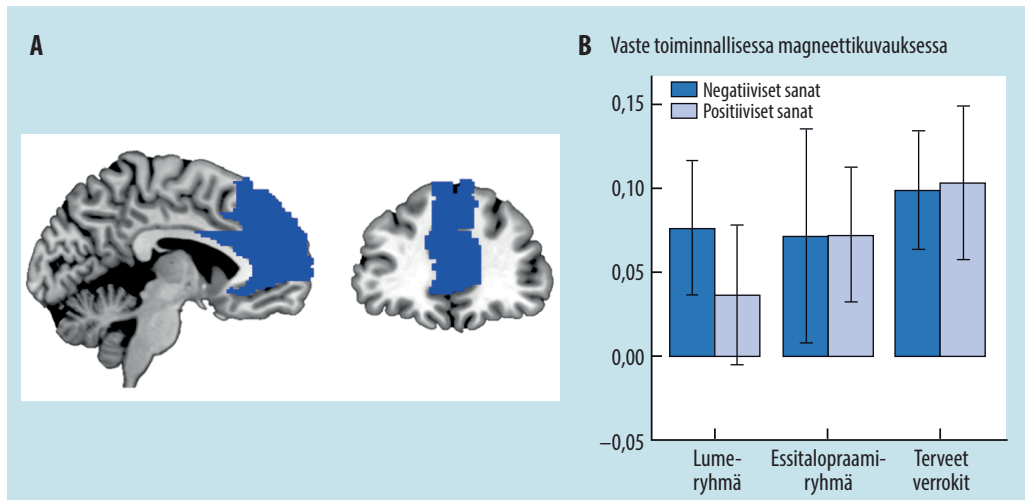 A
B Vaste toiminnallisessa magneettikuvauksessa
Negatiiviset sanat
Positiiviset sanat
0,15
0,10
0,05
0,00
–0,05
Lume-
ryhmä
Essitalopraami-
ryhmä
Terveet
verrokit